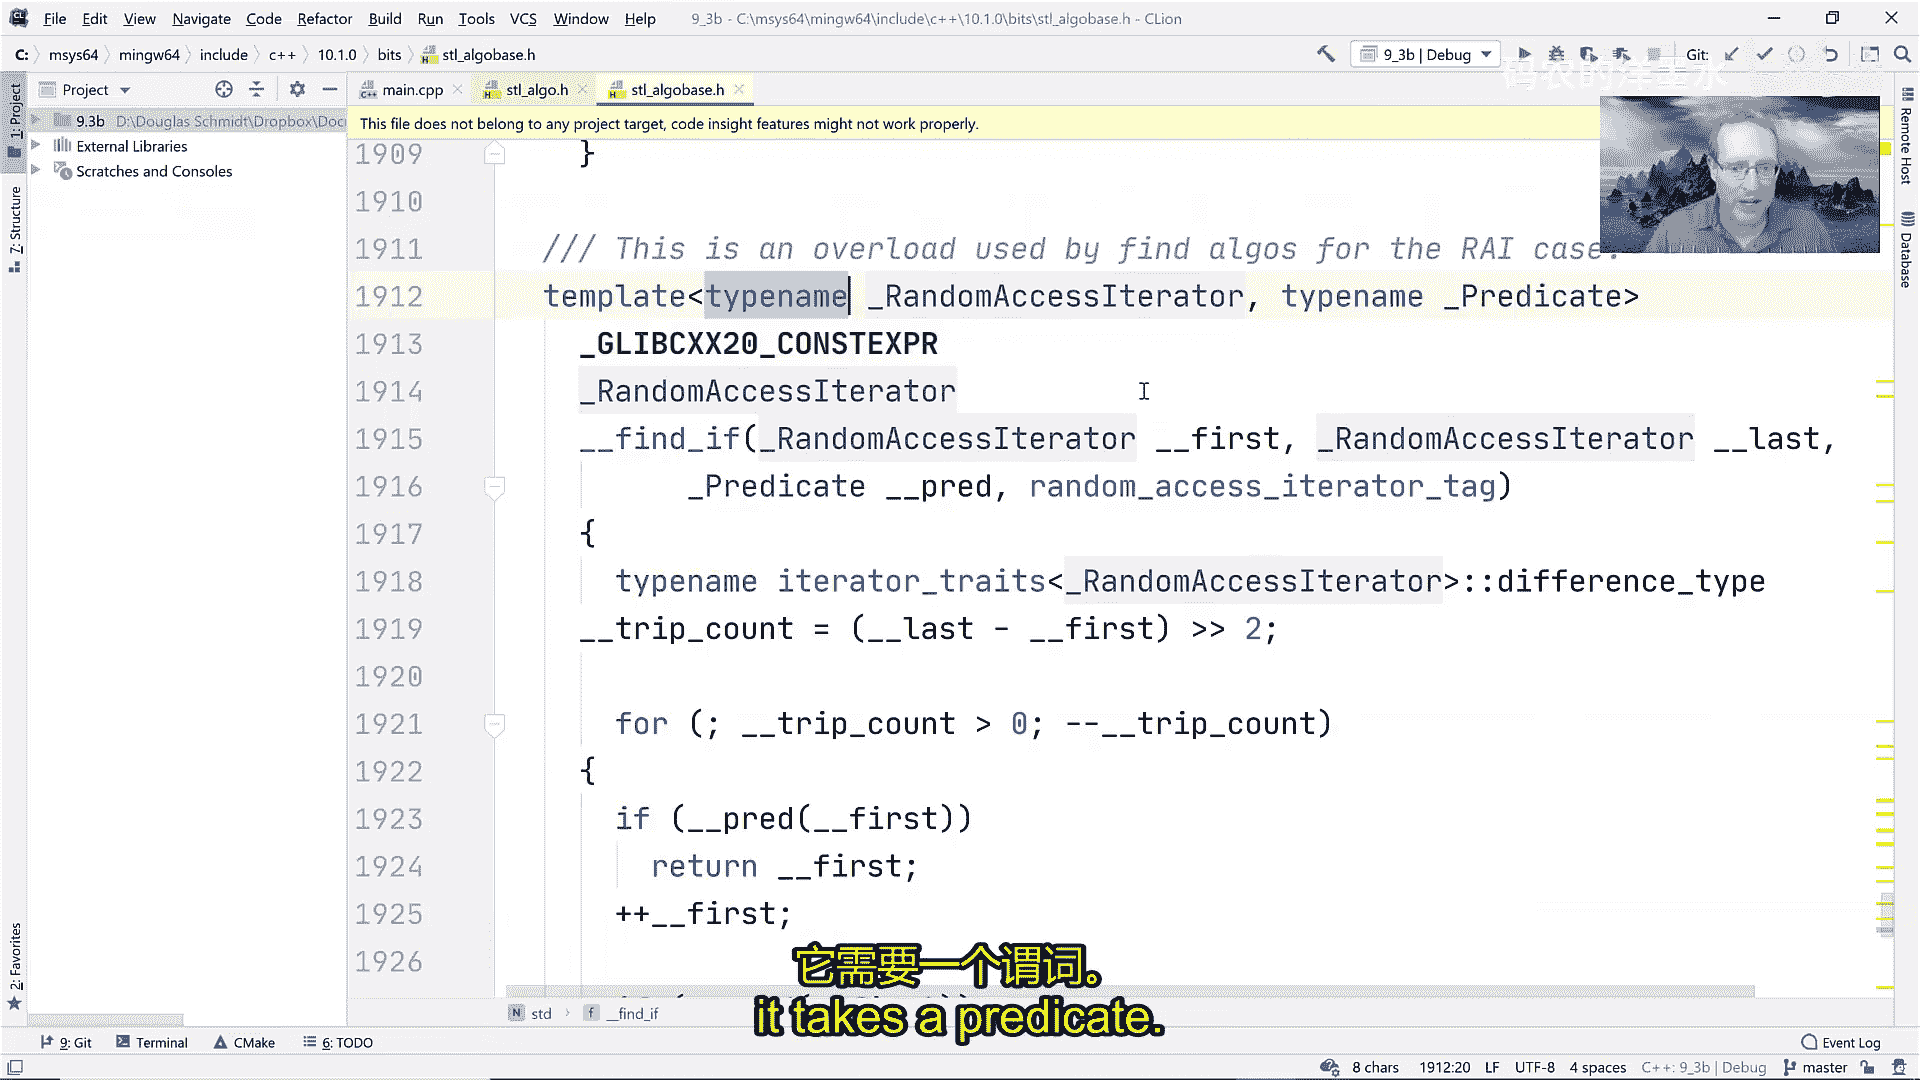 File Edit View Navigate Code Refactor Build Run Tools VCS Window Help 9_3b - C:\msys64\mingw64\include\c++\10.1.0\bits\stl_algobase.h - CLion
C: msys64 mingw64 include c++ 10.1.0 bits stl_algobase.h 9_3b | Debug Git:
码农的洋墨水
1: Project
Project
main.cpp stl_algo.h stl_algobase.h
9.3b D:\Douglas Schmidt\Dropbox\Doc
This file does not belong to any project target, code insight features might not work properly.
External Libraries
Scratches and Consoles
Remote Host
Database
7: Structure
2: Favorites
1909 }
1910
1911 /// This is an overload used by find algos for the RAI case.
1912 template<typename _RandomAccessIterator, typename _Predicate>
1913 _GLIBCXX20_CONSTEXPR
1914 _RandomAccessIterator
1915 __find_if(_RandomAccessIterator __first, _RandomAccessIterator __last,
1916 _Predicate __pred, random_access_iterator_tag)
1917 {
1918 typename iterator_traits<_RandomAccessIterator>::difference_type
1919 __trip_count = (__last - __first) >> 2;
1920
1921 for (; __trip_count > 0; --__trip_count)
1922 {
1923 if (__pred(__first))
1924 return __first;
1925 ++__first;
1926
它需要一个谓词。
it takes a predicate.
N std f __find_if
9: Git Terminal CMake 6: TODO Event Log
8 chars 1912:20 LF UTF-8 4 spaces C++: 9_3b | Debug master